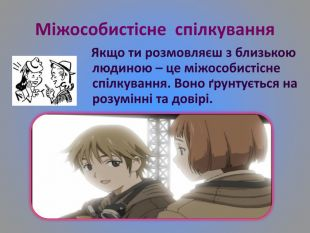 Міжособистісне спілкування
Якщо ти розмовляєш з близькою
людиною – це міжособистісне
спілкування. Воно ґрунтується на
розумінні та довірі.